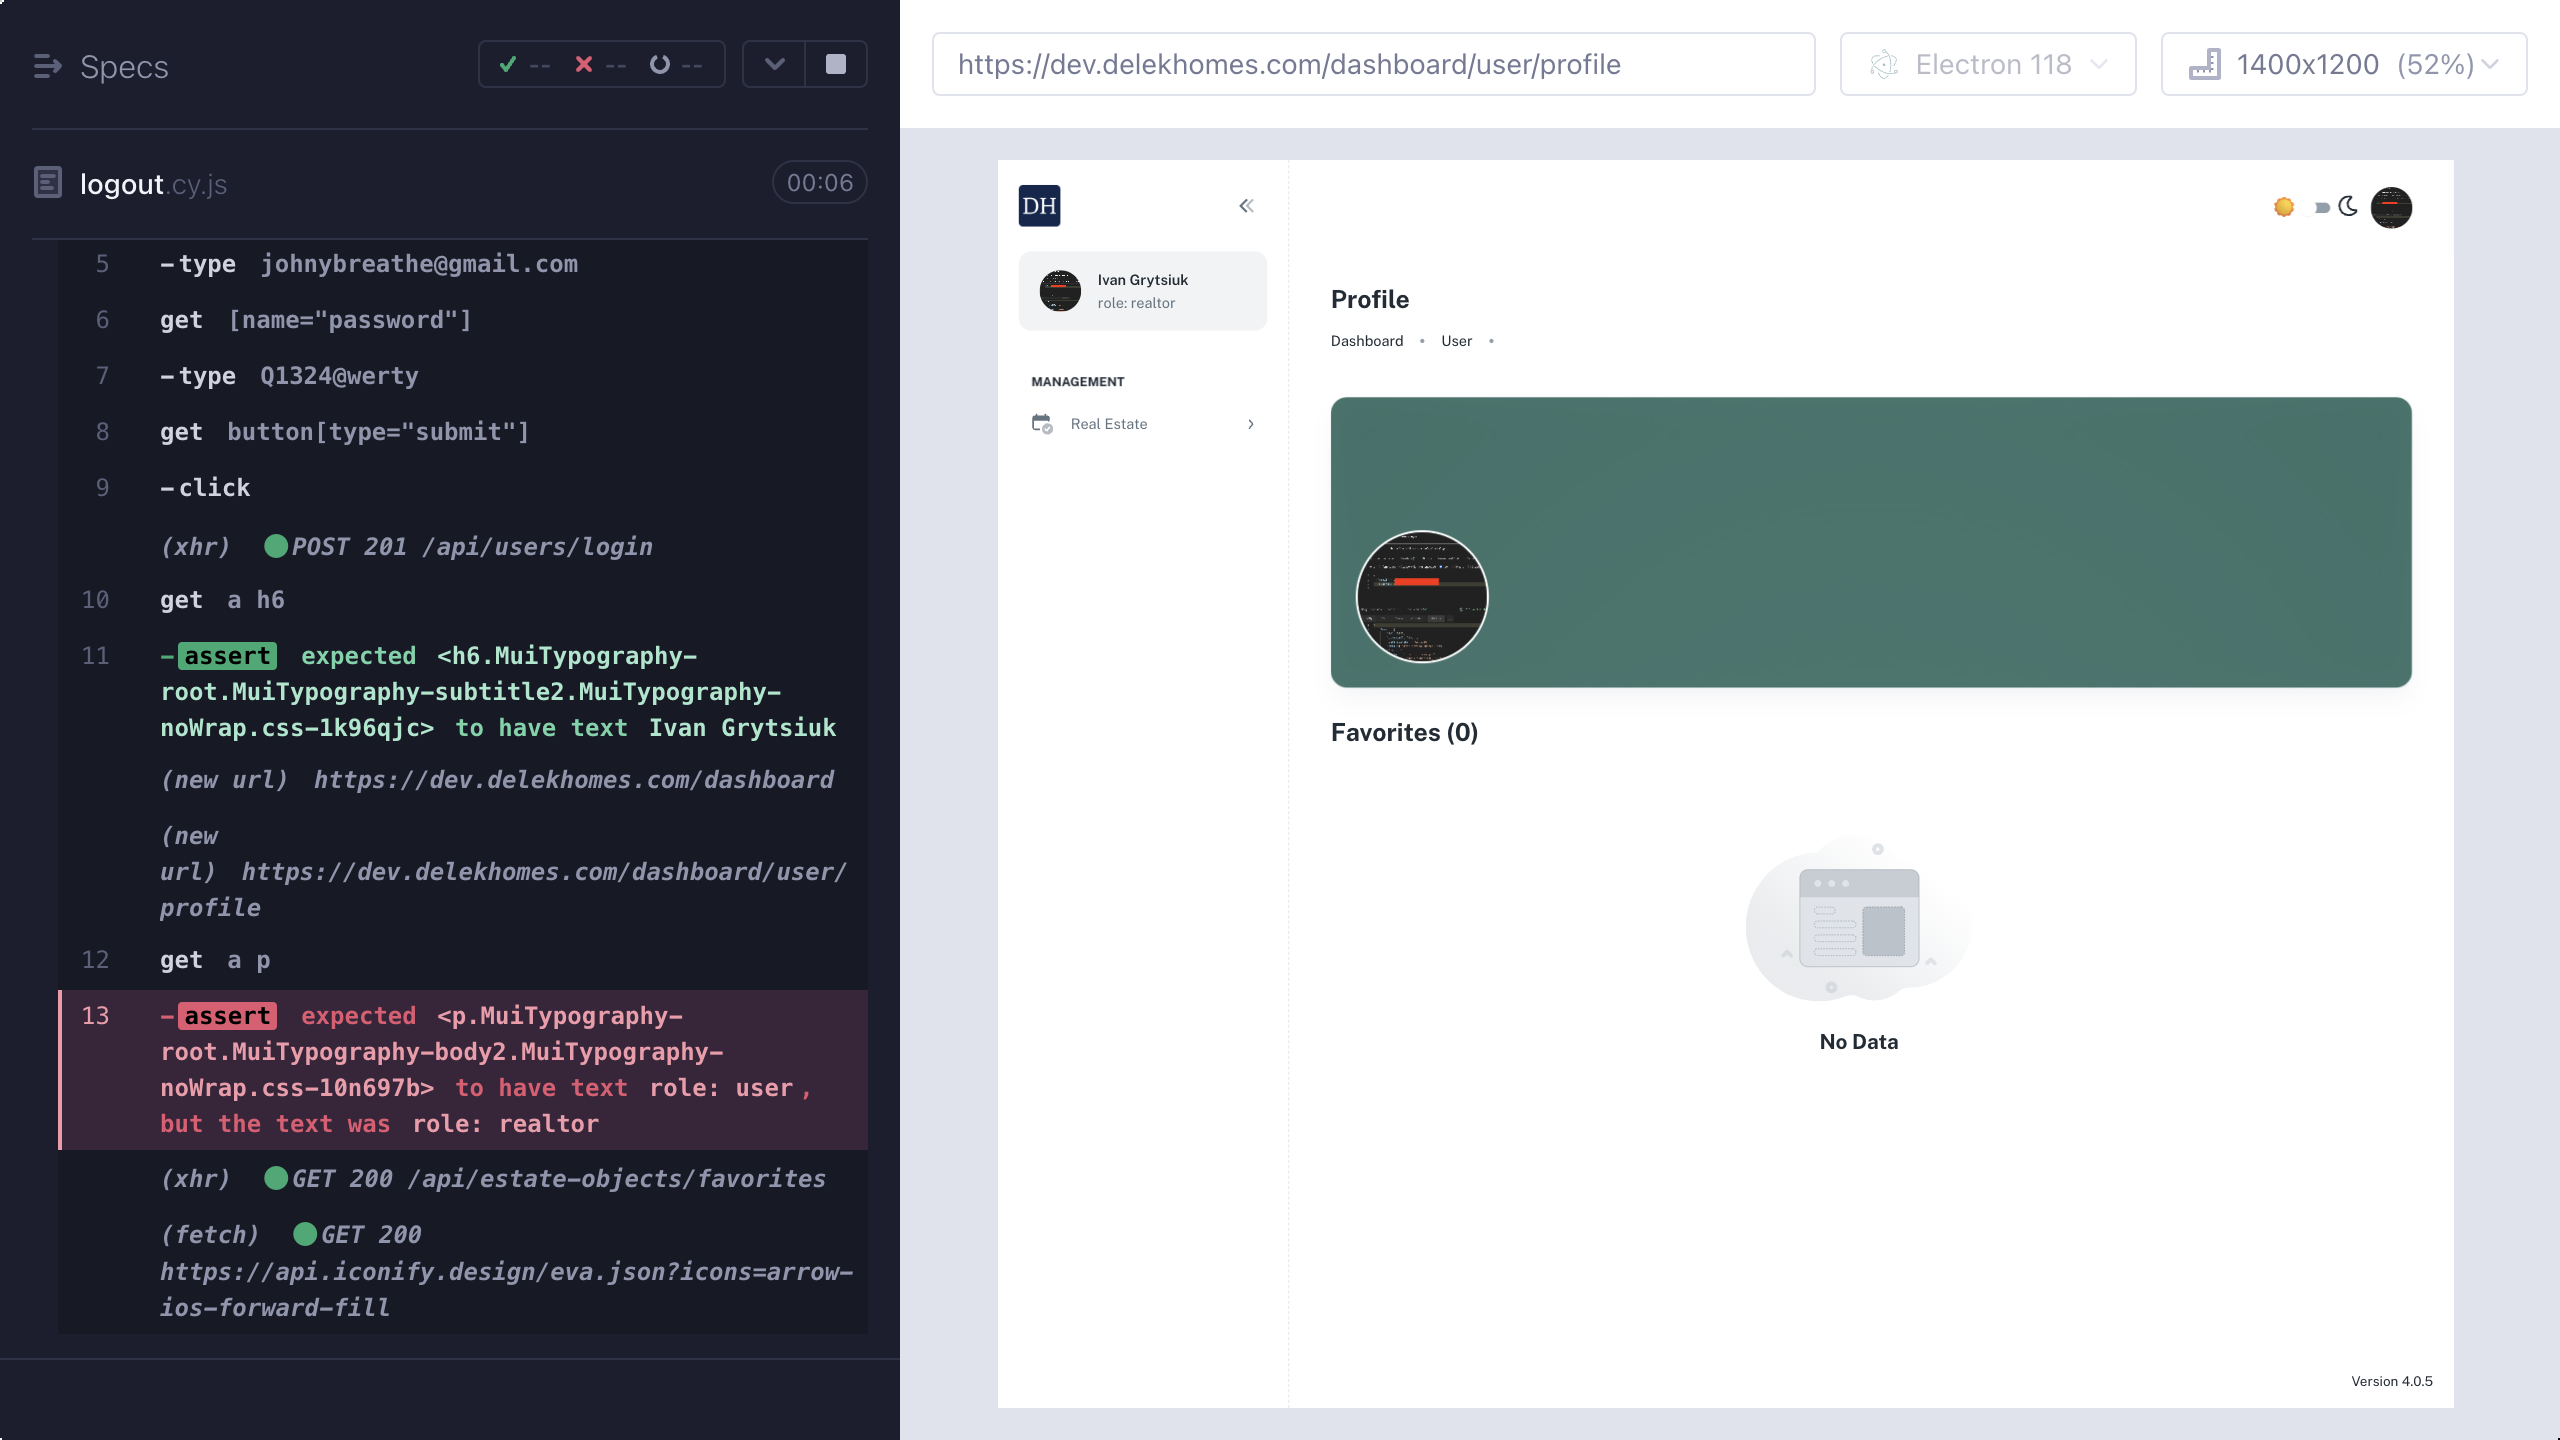 Specs
-- -- --
logout.cy.js
00:06
5 -type johnybreathe@gmail.com
6 get [name="password"]
7 -type Q1324@werty
8 get button[type="submit"]
9 -click
(xhr) POST 201 /api/users/login
10 get a h6
11 -assert expected <h6.MuiTypography-
root.MuiTypography-subtitle2.MuiTypography-
noWrap.css-1k96qjc> to have text Ivan Grytsiuk
(new url) https://dev.delekhomes.com/dashboard
(new
url) https://dev.delekhomes.com/dashboard/user/
profile
12 get a p
13 -assert expected <p.MuiTypography-
root.MuiTypography-body2.MuiTypography-
noWrap.css-10n697b> to have text role: user,
but the text was role: realtor
(xhr) GET 200 /api/estate-objects/favorites
(fetch) GET 200
https://api.iconify.design/eva.json?icons=arrow-
ios-forward-fill
https://dev.delekhomes.com/dashboard/user/profile
Electron 118
1400x1200 (52%)
DH
Ivan Grytsiuk
role: realtor
MANAGEMENT
Real Estate
Profile
Dashboard • User •
Favorites (0)
No Data
Version 4.0.5